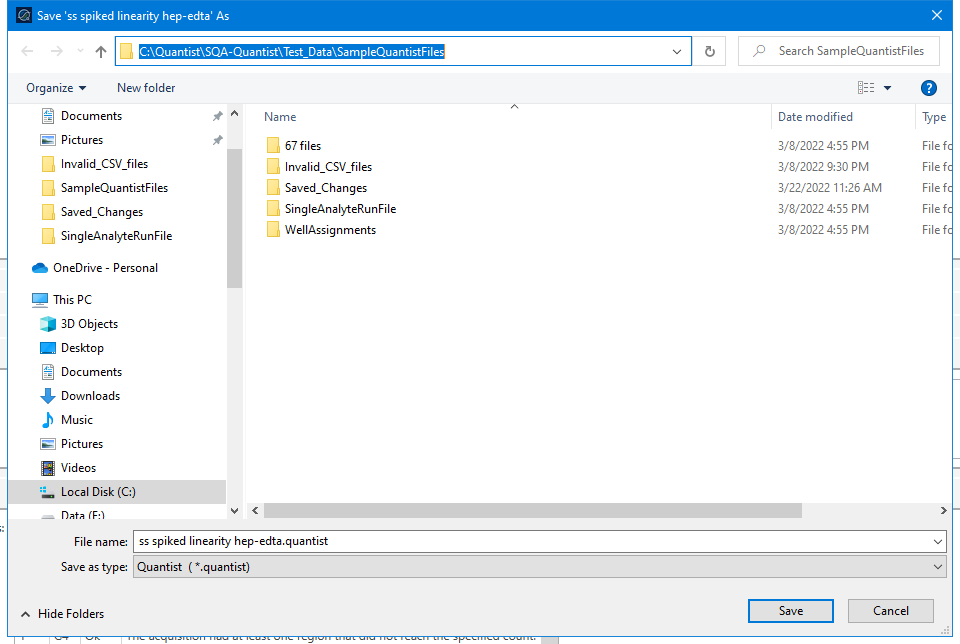 Save 'ss spiked linearity hep-edta' As
C:\Quantist\SQA-Quantist\Test_Data\SampleQuantistFiles
Search SampleQuantistFiles
Organize
New folder
?
Documents
Pictures
Invalid_CSV_files
SampleQuantistFiles
Saved_Changes
SingleAnalyteRunFile
OneDrive - Personal
This PC
3D Objects
Desktop
Documents
Downloads
Music
Pictures
Videos
Local Disk (C:)
Data (E:)
Name Date modified Type
67 files 3/8/2022 4:55 PM File fo
Invalid_CSV_files 3/8/2022 9:30 PM File fo
Saved_Changes 3/22/2022 11:26 AM File fo
SingleAnalyteRunFile 3/8/2022 4:55 PM File fo
WellAssignments 3/8/2022 4:55 PM File fo
File name: ss spiked linearity hep-edta.quantist
Save as type: Quantist ( *.quantist)
Hide Folders
Save
Cancel
The acquisition had at least one region that did not reach the specified count.